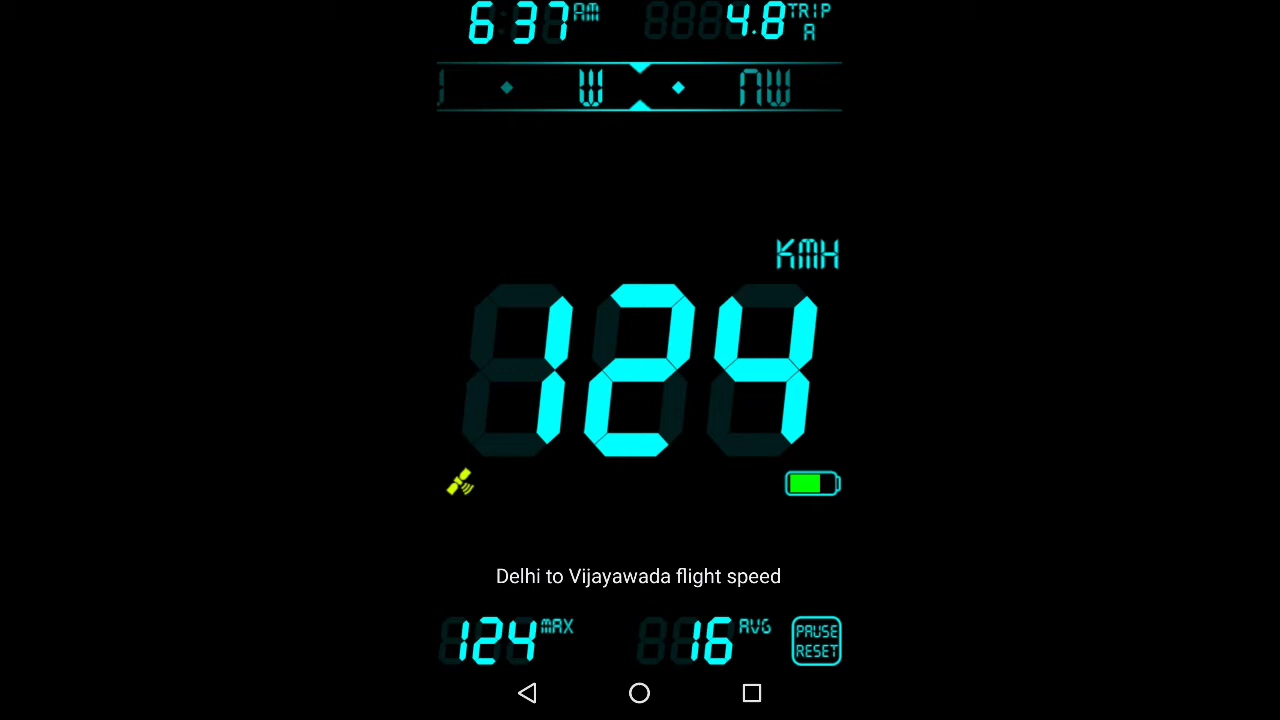 6:37 AM 4.8 TRIP A
W NW
KMH
124
Delhi to Vijayawada flight speed
124 MAX 16 AVG PAUSE RESET